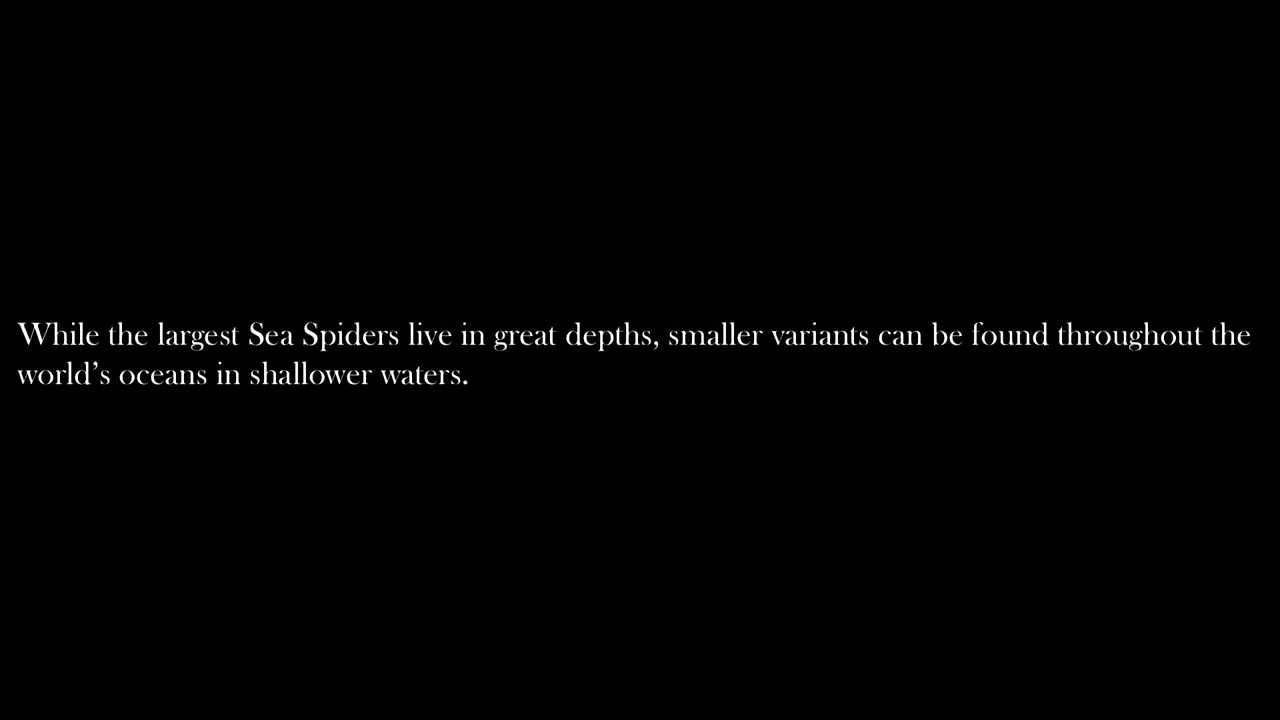 While the largest Sea Spiders live in great depths, smaller variants can be found throughout the
world’s oceans in shallower waters.